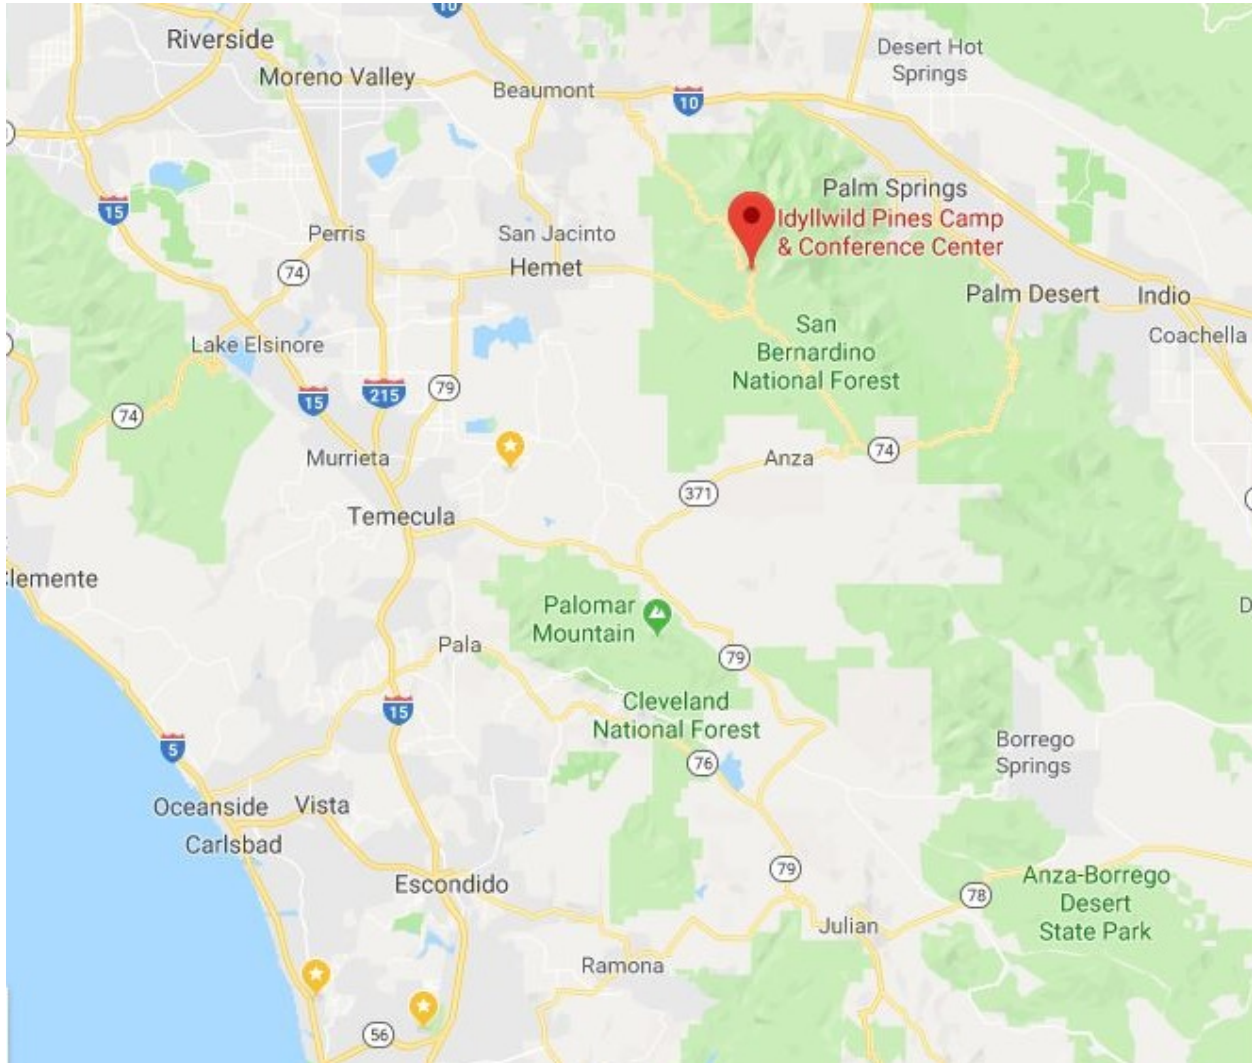 10
Riverside
Desert Hot
Springs
Moreno Valley
Beaumont
10
Palm Springs
15
Idyllwild Pines Camp
& Conference Center
Perris
San Jacinto
74
Hemet
Palm Desert
Indio
San
Bernardino
National Forest
Coachella
Lake Elsinore
79
215
15
74
Murrieta
Anza
74
371
Temecula
Clemente
Palomar
Mountain
Pala
79
Cleveland
National Forest
15
5
Borrego
Springs
76
Oceanside
Vista
Carlsbad
79
Escondido
78
Anza-Borrego
Desert
State Park
Julian
Ramona
56